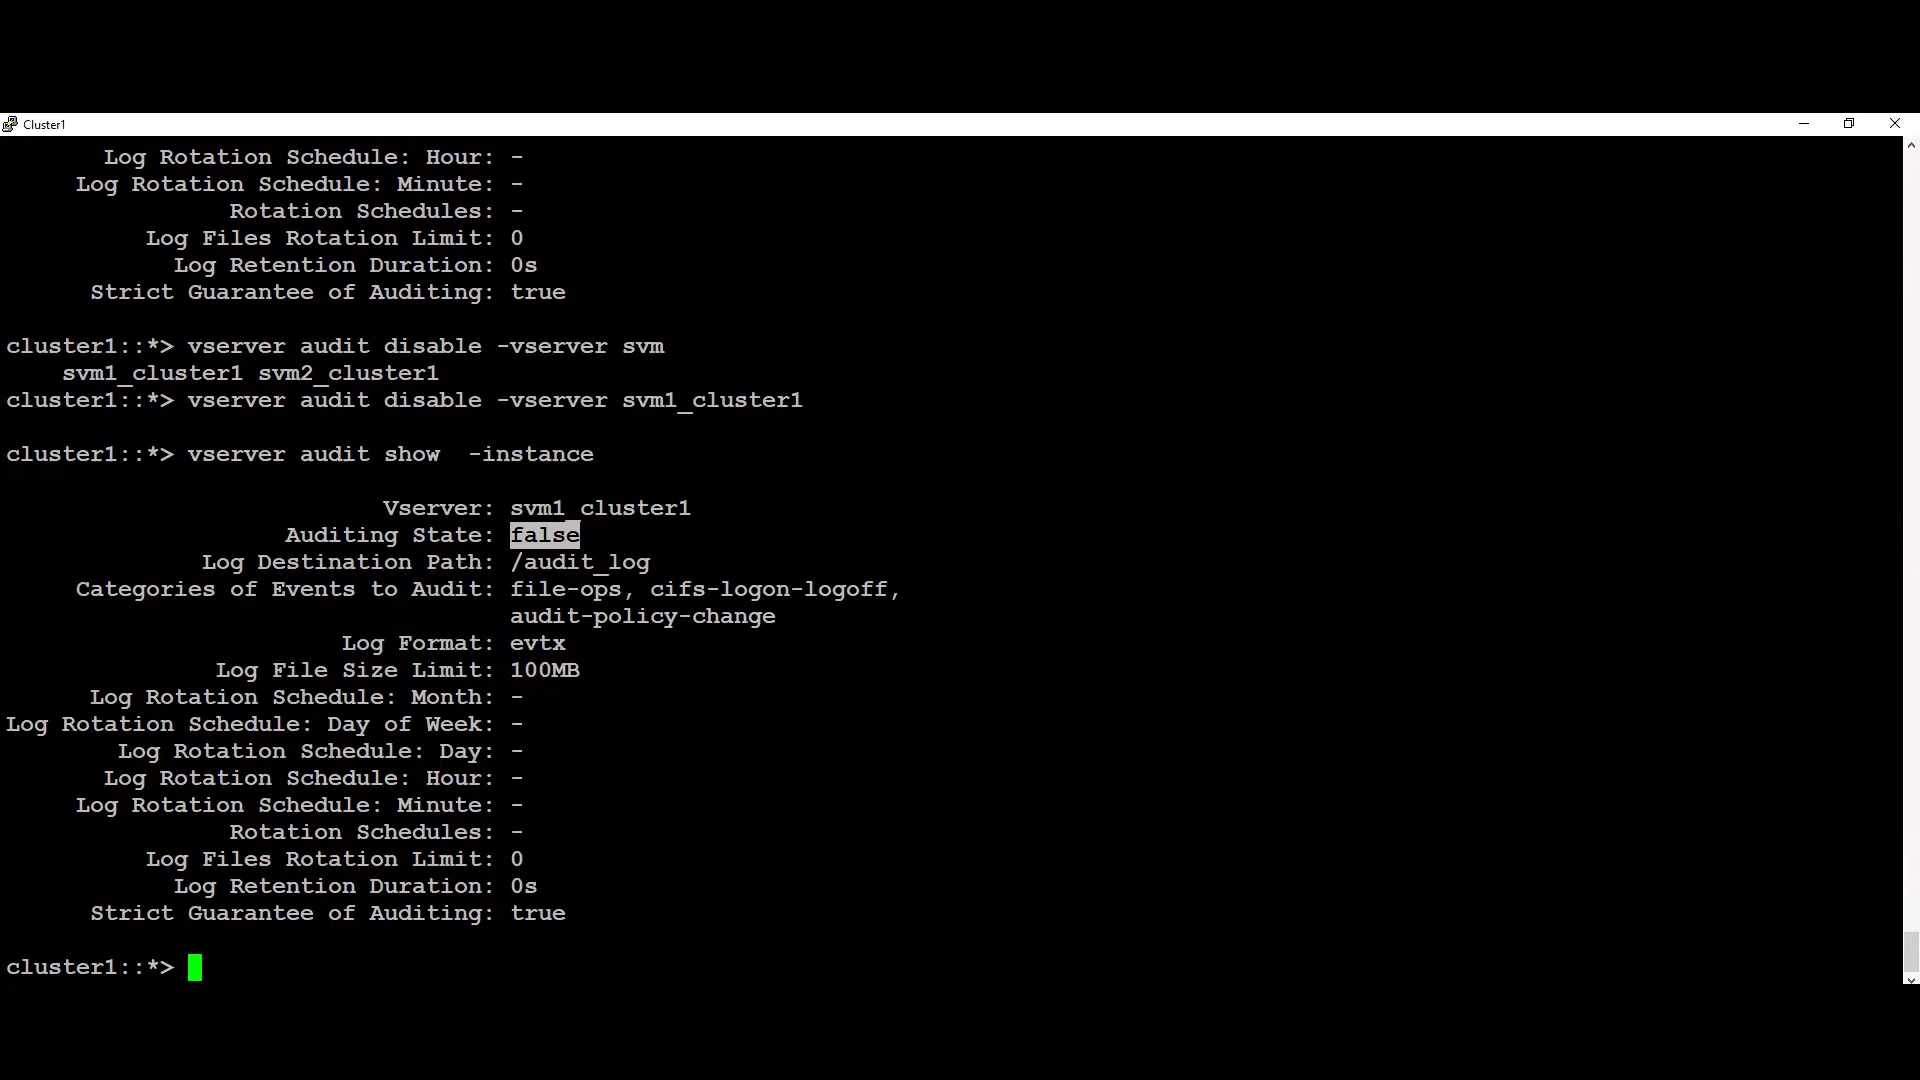 Cluster1
Log Rotation Schedule: Hour: -
Log Rotation Schedule: Minute: -
Rotation Schedules: -
Log Files Rotation Limit: 0
Log Retention Duration: 0s
Strict Guarantee of Auditing: true
cluster1::*> vserver audit disable -vserver svm
svm1_cluster1 svm2_cluster1
cluster1::*> vserver audit disable -vserver svm1_cluster1
cluster1::*> vserver audit show  -instance
Vserver: svm1_cluster1
Auditing State: false
Log Destination Path: /audit_log
Categories of Events to Audit: file-ops, cifs-logon-logoff,
audit-policy-change
Log Format: evtx
Log File Size Limit: 100MB
Log Rotation Schedule: Month: -
Log Rotation Schedule: Day of Week: -
Log Rotation Schedule: Day: -
Log Rotation Schedule: Hour: -
Log Rotation Schedule: Minute: -
Rotation Schedules: -
Log Files Rotation Limit: 0
Log Retention Duration: 0s
Strict Guarantee of Auditing: true
cluster1::*>